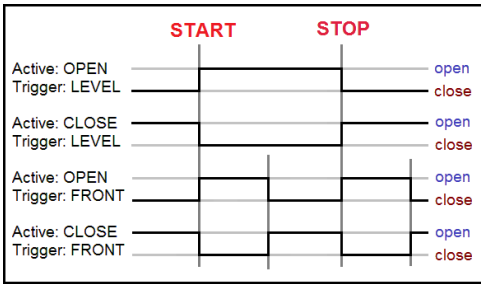 START STOP
Active: OPEN open
Trigger: LEVEL close
Active: CLOSE open
Trigger: LEVEL close
Active: OPEN open
Trigger: FRONT close
Active: CLOSE open
Trigger: FRONT close